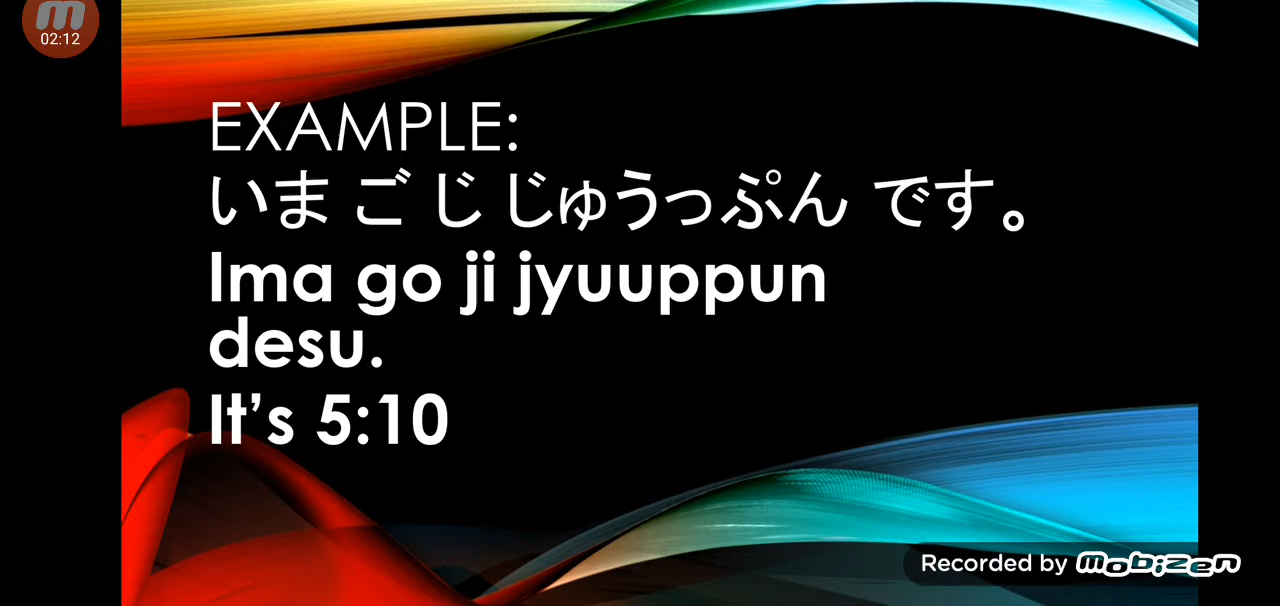 02:12
EXAMPLE:
いま ご じ じゅうっぷん です。
Ima go ji jyuuppun
desu.
It’s 5:10
Recorded by mobizen